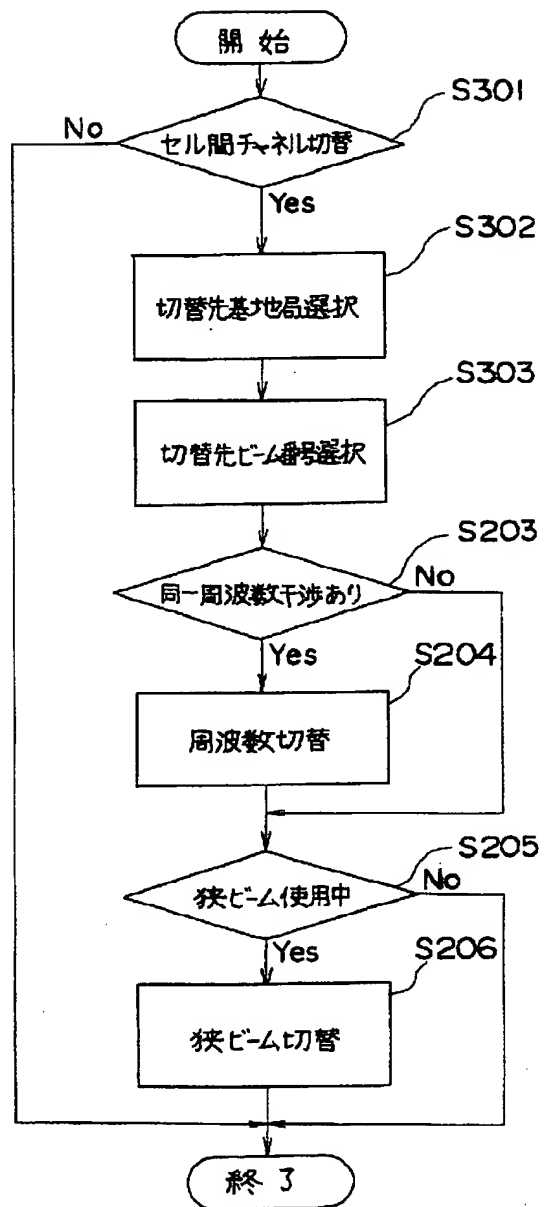 開始
S301
No
セル間チャネル切替
Yes
S302
切替先基地局選択
S303
切替先ビーム番号選択
S203
同一周波数干渉あり
No
Yes
S204
周波数切替
S205
狭ビーム使用中
No
Yes
S206
狭ビーム切替
終了